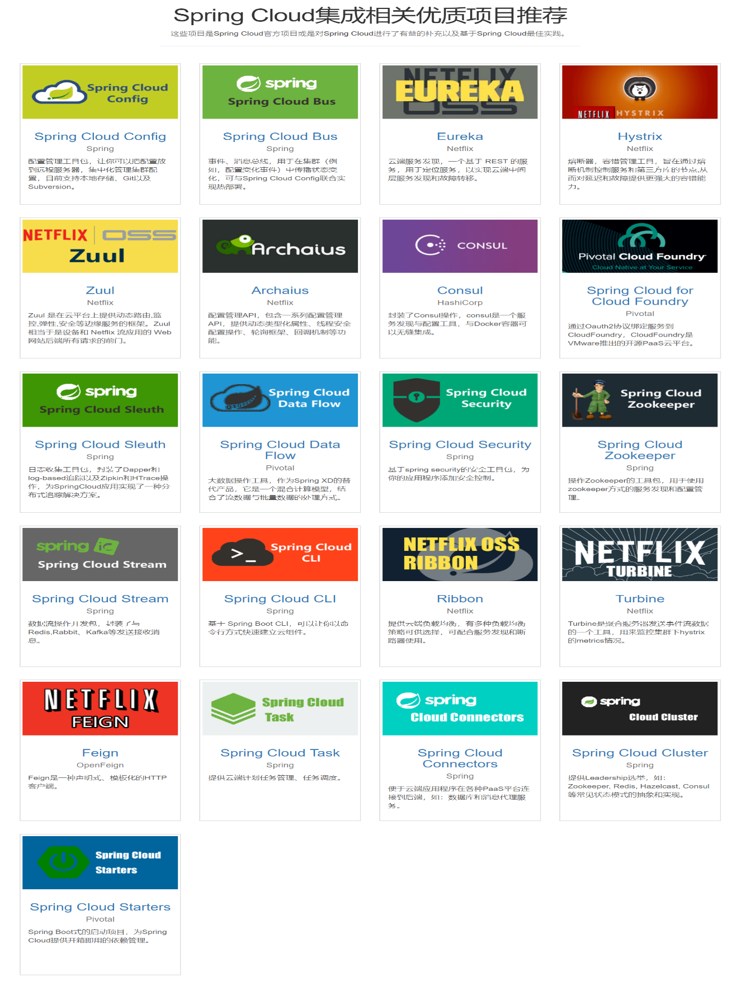 Spring Cloud集成相关优质项目推荐
这些项目是Spring Cloud官方项目或是对Spring Cloud进行了有益的补充以及基于Spring Cloud最佳实践。
Spring Cloud
Config
Spring Cloud Config
Spring
配置管理工具包，让你可以把配置放
到远程服务器，集中化管理集群配
置，目前支持本地存储、Git以及
Subversion。
spring
Spring Cloud Bus
Spring Cloud Bus
Spring
事件、消息总线，用于在集群（例
如，配置变化事件）中传播状态变
化，可与Spring Cloud Config联合实
现热部署。
NETFLIX
EUREKA
OSS
Eureka
Netflix
云端服务发现，一个基于 REST 的服
务，用于定位服务，以实现云端中间
层服务发现和故障转移。
NETFLIX HYSTRIX
Hystrix
Netflix
熔断器，容错管理工具，旨在通过熔
断机制控制服务和第三方库的节点,从
而对延迟和故障提供更强大的容错能
力。
NETFLIX OSS
Zuul
Zuul
Netflix
Zuul 是在云平台上提供动态路由,监
控,弹性,安全等边缘服务的框架。Zuul
相当于是设备和 Netflix 流应用的 Web
网站后端所有请求的前门。
Archaius
Archaius
Netflix
配置管理API，包含一系列配置管理
API，提供动态类型化属性、线程安全
配置操作、轮询框架、回调机制等功
能。
CONSUL
Consul
HashiCorp
封装了Consul操作，consul是一个服
务发现与配置工具，与Docker容器可
以无缝集成。
Pivotal Cloud Foundry
Cloud Native at Your Service
Spring Cloud for
Cloud Foundry
Pivotal
通过Oauth2协议绑定服务到
CloudFoundry，CloudFoundry是
VMware推出的开源PaaS云平台。
spring
Spring Cloud Sleuth
Spring Cloud Sleuth
Spring
日志收集工具包，封装了Dapper和
log-based追踪以及Zipkin和HTrace操
作，为SpringCloud应用实现了一种分
布式追踪解决方案。
Spring Cloud
Data Flow
Spring Cloud Data
Flow
Pivotal
大数据操作工具，作为Spring XD的替
代产品，它是一个混合计算模型，结
合了流数据与批量数据的处理方式。
Spring Cloud
Security
Spring Cloud Security
Spring
基于spring security的安全工具包，为
你的应用程序添加安全控制。
Spring Cloud
Zookeeper
Spring Cloud
Zookeeper
Spring
操作Zookeeper的工具包，用于使用
zookeeper方式的服务发现和配置管
理。
spring io
Spring Cloud Stream
Spring Cloud Stream
Spring
数据流操作开发包，封装了与
Redis,Rabbit、Kafka等发送接收消
息。
>_
Spring Cloud
CLI
Spring Cloud CLI
Spring
基于 Spring Boot CLI，可以让你以命
令行方式快速建立云组件。
NETFLIX OSS
RIBBON
Ribbon
Netflix
提供云端负载均衡，有多种负载均衡
策略可供选择，可配合服务发现和断
路器使用。
NETFLIX
TURBINE
Turbine
Netflix
Turbine是聚合服务器发送事件流数据
的一个工具，用来监控集群下hystrix
的metrics情况。
NETFLIX
FEIGN
Feign
OpenFeign
Feign是一种声明式、模板化的HTTP
客户端。
Spring Cloud
Task
Spring Cloud Task
Spring
提供云端计划任务管理、任务调度。
spring
Cloud Connectors
Spring Cloud
Connectors
Spring
便于云端应用程序在各种PaaS平台连
接到后端，如：数据库和消息代理服
务。
spring
Cloud Cluster
Spring Cloud Cluster
Spring
提供Leadership选举，如：
Zookeeper, Redis, Hazelcast, Consul
等常见状态模式的抽象和实现。
Spring Cloud
Starters
Spring Cloud Starters
Pivotal
Spring Boot式的启动项目，为Spring
Cloud提供开箱即用的依赖管理。